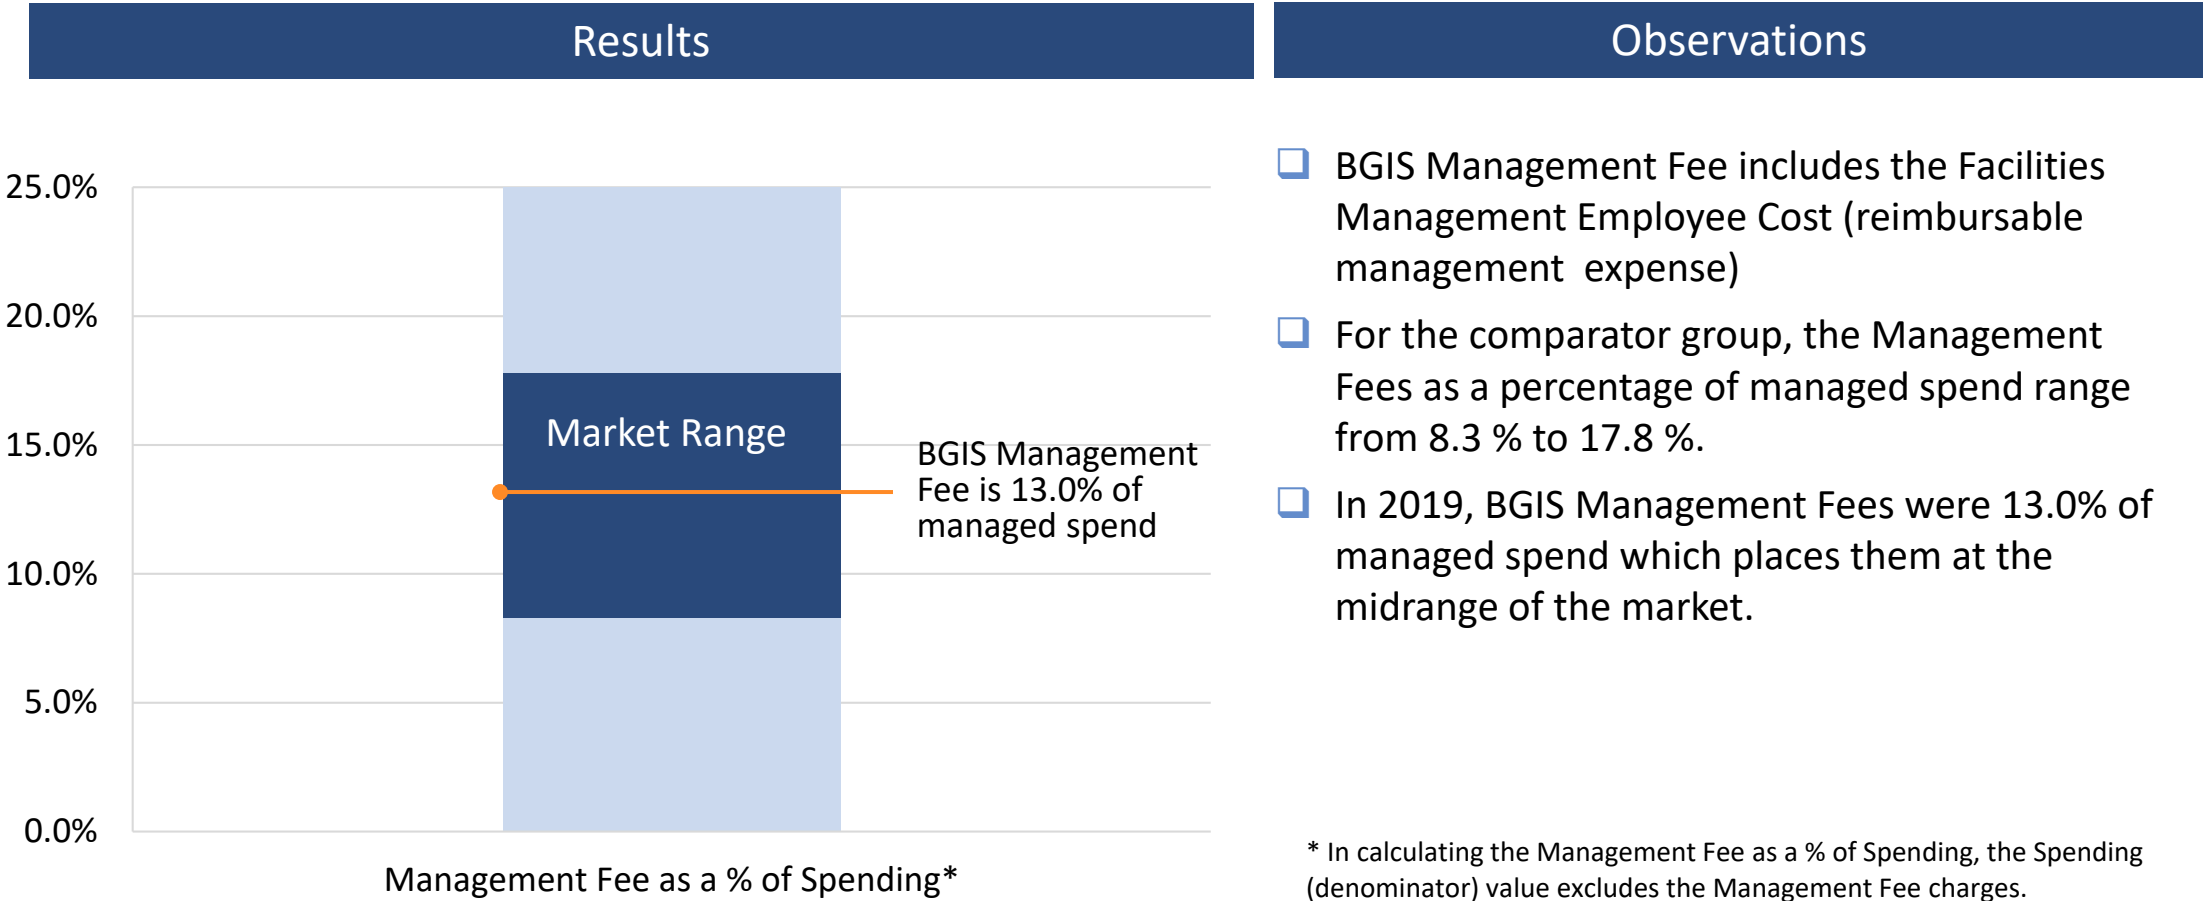 Results
25.0%
20.0%
15.0%
10.0%
5.0%
0.0%
Market Range
BGIS Management
Fee is 13.0% of
managed spend
Management Fee as a % of Spending*
Observations
BGIS Management Fee includes the Facilities
Management Employee Cost (reimbursable
management  expense)
For the comparator group, the Management
Fees as a percentage of managed spend range
from 8.3 % to 17.8 %.
In 2019, BGIS Management Fees were 13.0% of
managed spend which places them at the
midrange of the market.
* In calculating the Management Fee as a % of Spending, the Spending
(denominator) value excludes the Management Fee charges.